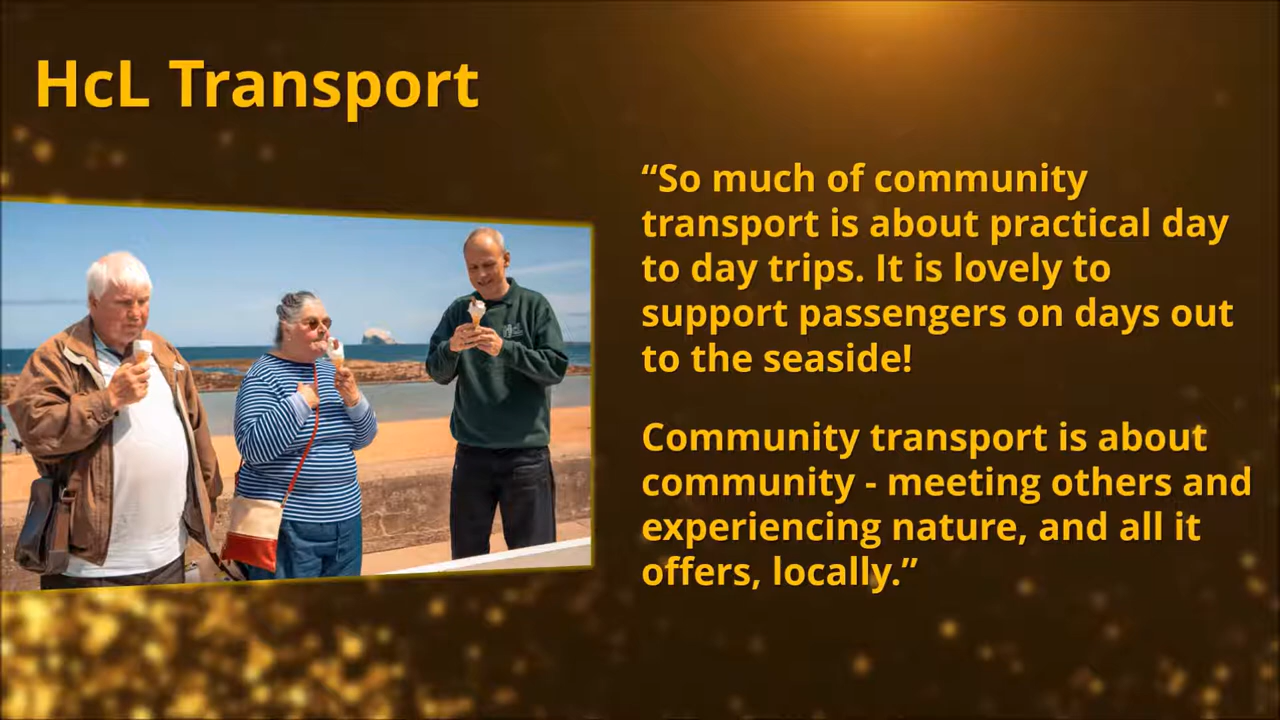 HcL Transport
“So much of community
transport is about practical day
to day trips. It is lovely to
support passengers on days out
to the seaside!
Community transport is about
community - meeting others and
experiencing nature, and all it
offers, locally.”